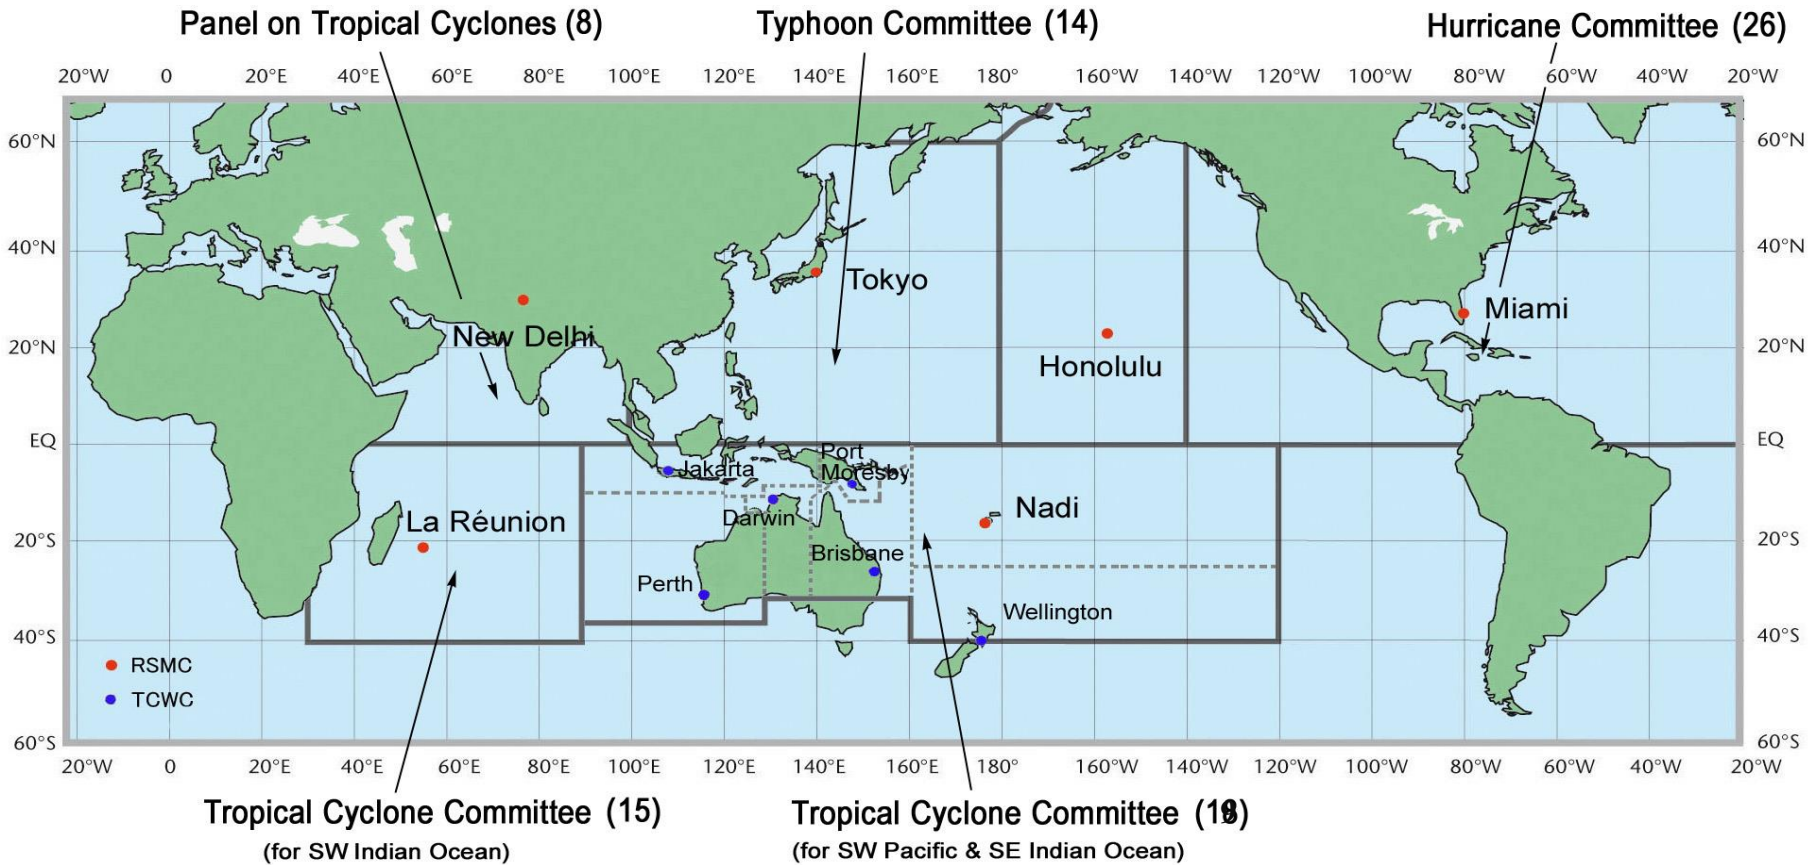 Panel on Tropical Cyclones (8)
Typhoon Committee (14)
Hurricane Committee (26)
20°W 0 20°E 40°E 60°E 80°E 100°E 120°E 140°E 160°E 180° 160°W 140°W 120°W 100°W 80°W 60°W 40°W 20°W
60°N 60°N
40°N 40°N
Tokyo
New Delhi
Miami
20°N 20°N
Honolulu
EQ EQ
Port
Moresby
Jakarta
La Réunion
Darwin
Nadi
20°S 20°S
Brisbane
Perth
Wellington
40°S 40°S
RSMC
TCWC
60°S 60°S
20°W 0 20°E 40°E 60°E 80°E 100°E 120°E 140°E 160°E 180° 160°W 140°W 120°W 100°W 80°W 60°W 40°W 20°W
Tropical Cyclone Committee (15)
(for SW Indian Ocean)
Tropical Cyclone Committee
(for SW Pacific & SE Indian Ocean)